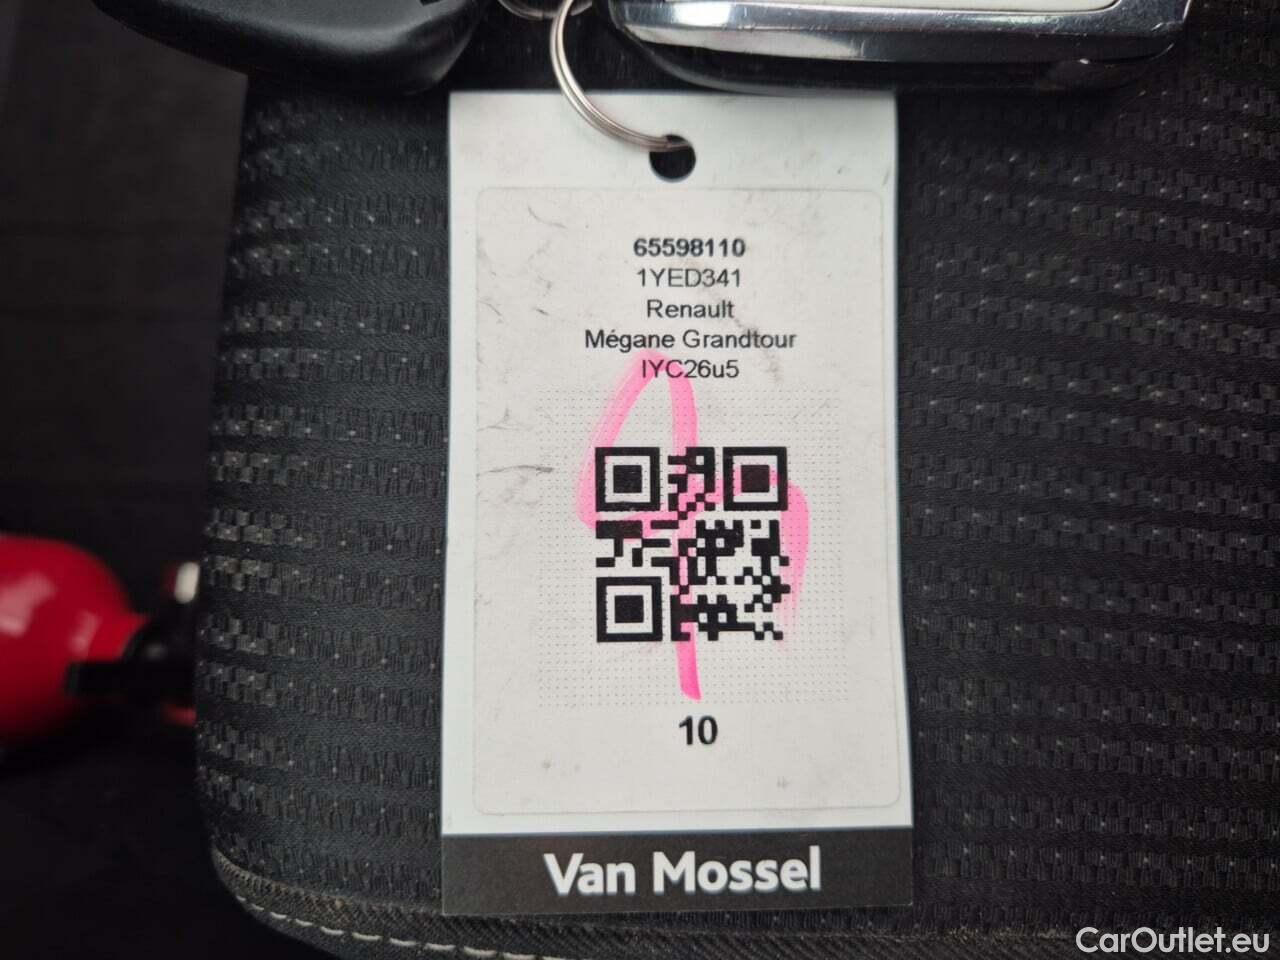 65598110
1YED341
Renault
Mégane Grandtour
IYC26u5
10
Van Mossel
CarOutlet.eu